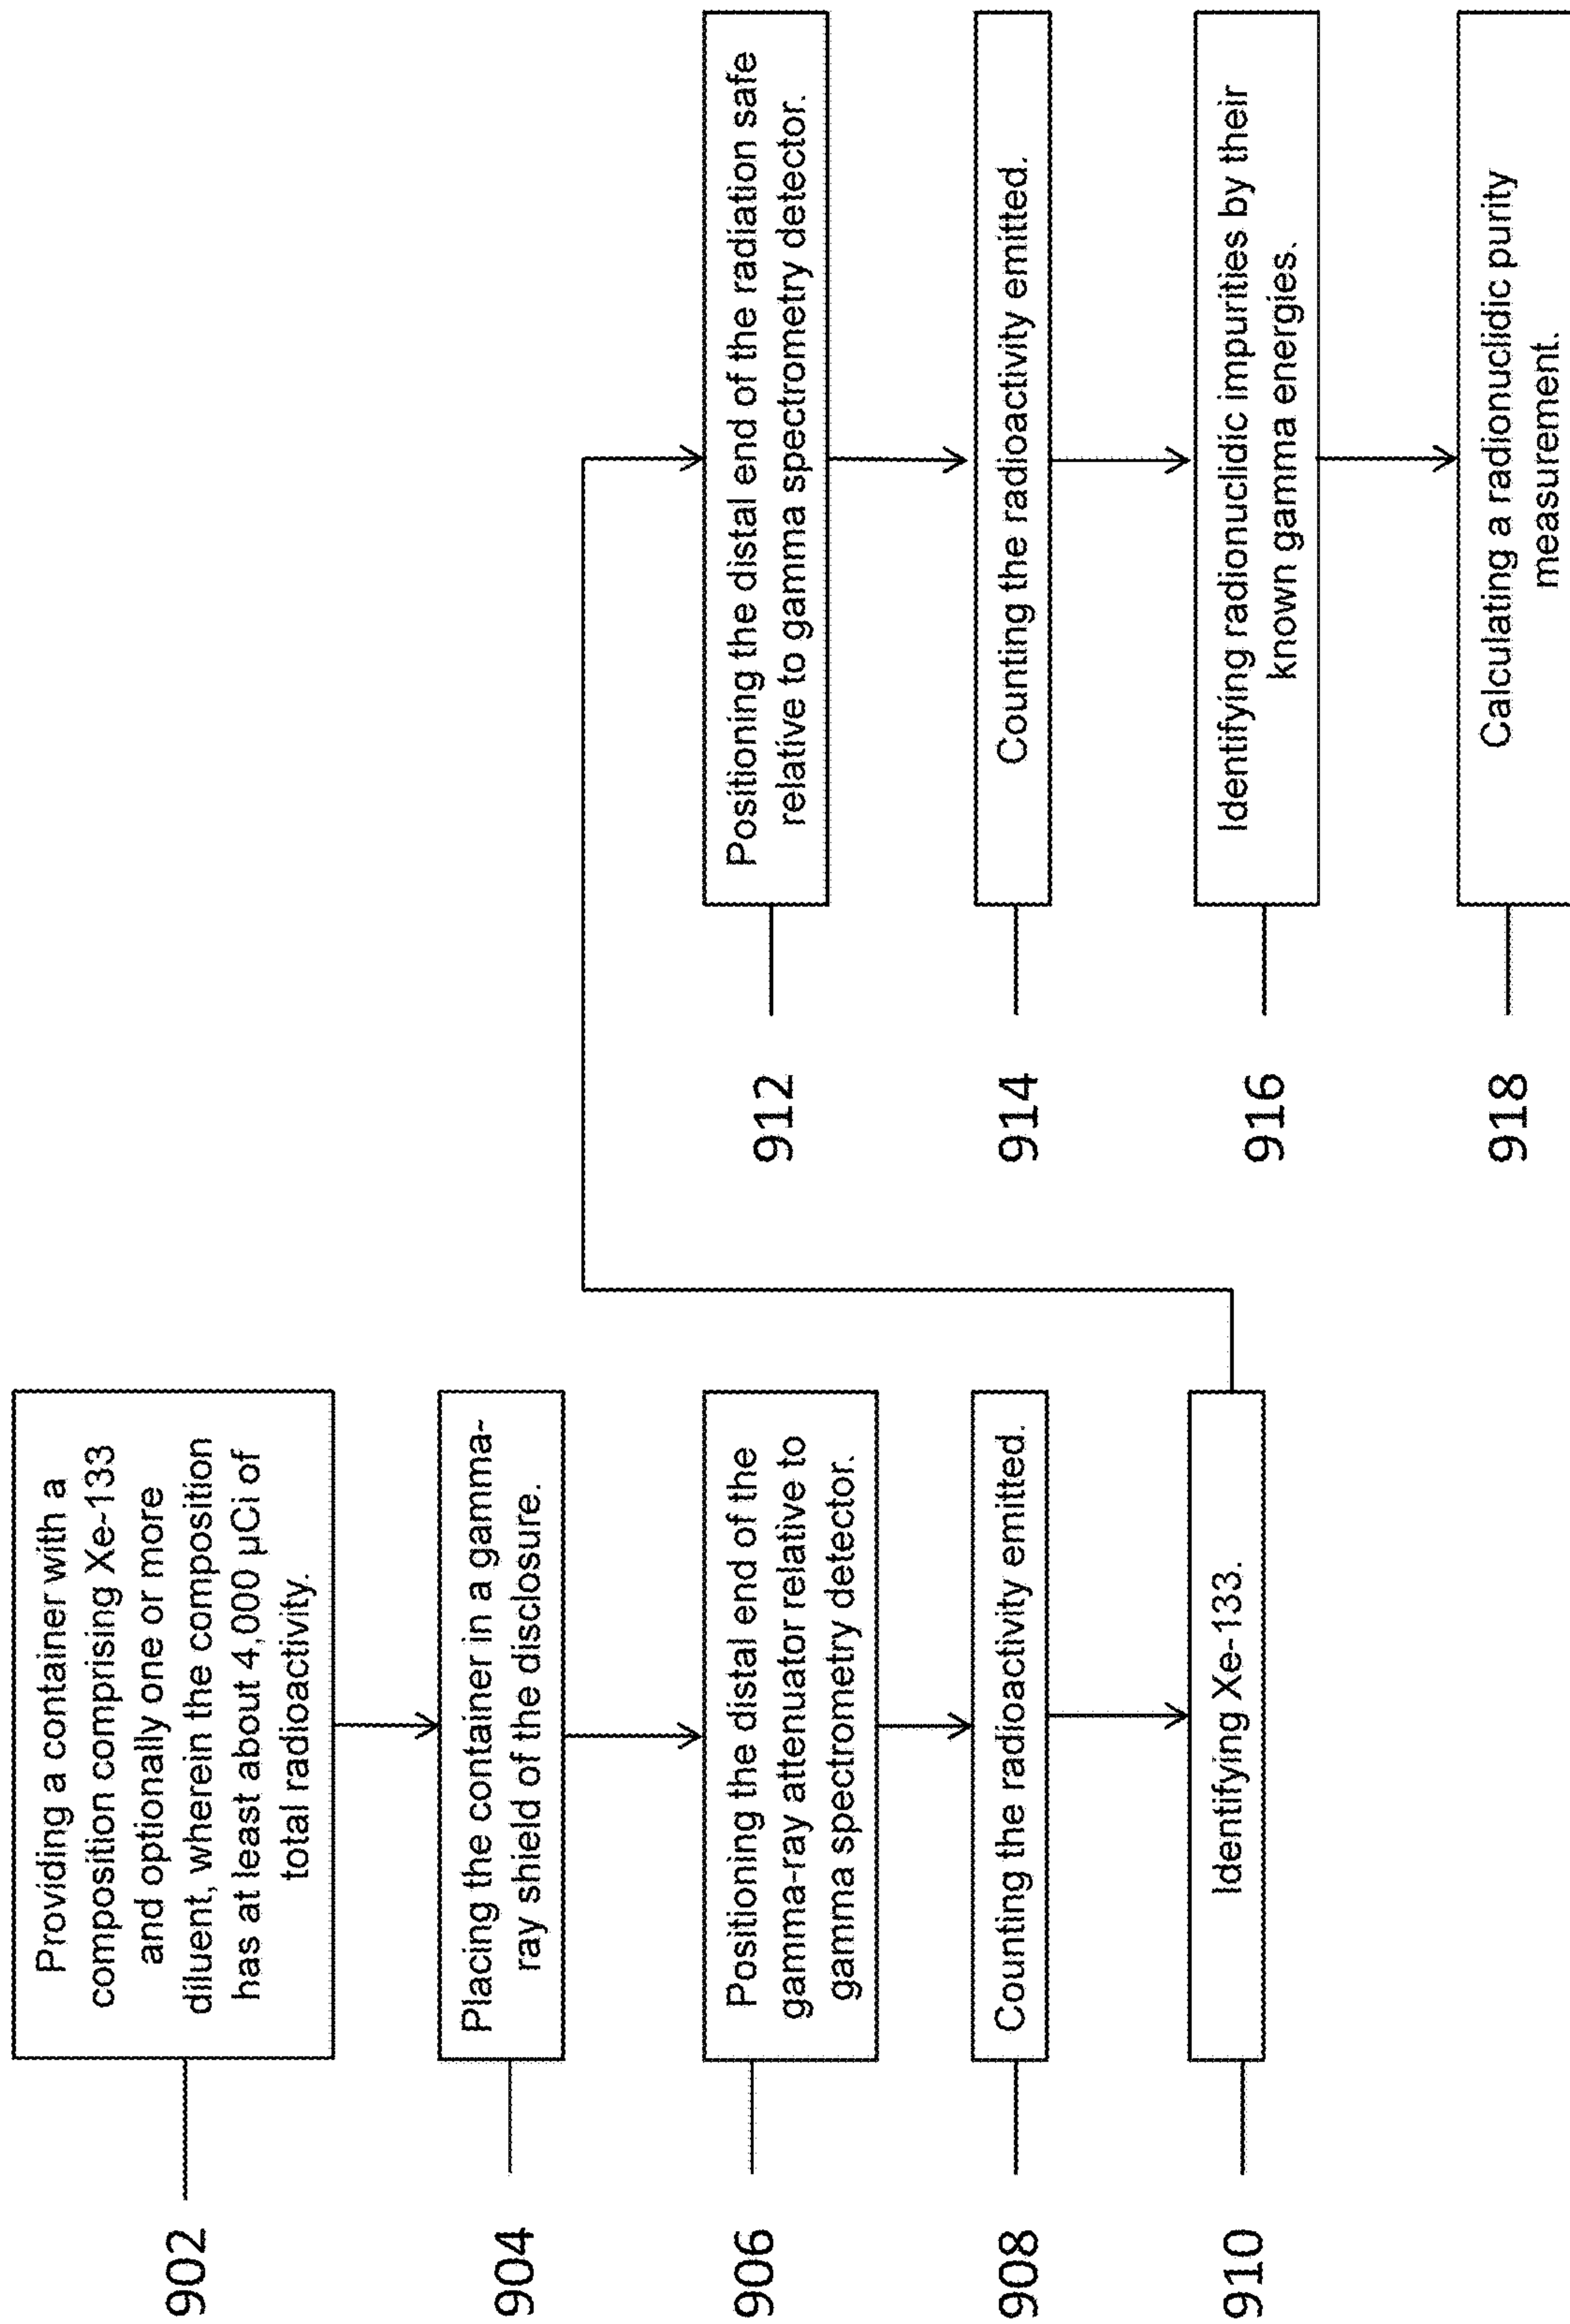 902
Providing a container with a
composition comprising Xe-133
and optionally one or more
diluent, wherein the composition
has at least about 4,000 µCi of
total radioactivity.
904
Placing the container in a gamma-
ray shield of the disclosure.
906
Positioning the distal end of the
gamma-ray attenuator relative to
gamma spectrometry detector.
908
Counting the radioactivity emitted.
910
Identifying Xe-133.
912
Positioning the distal end of the radiation safe
relative to gamma spectrometry detector.
914
Counting the radioactivity emitted.
916
Identifying radionuclidic impurities by their
known gamma energies.
918
Calculating a radionuclidic purity
measurement.